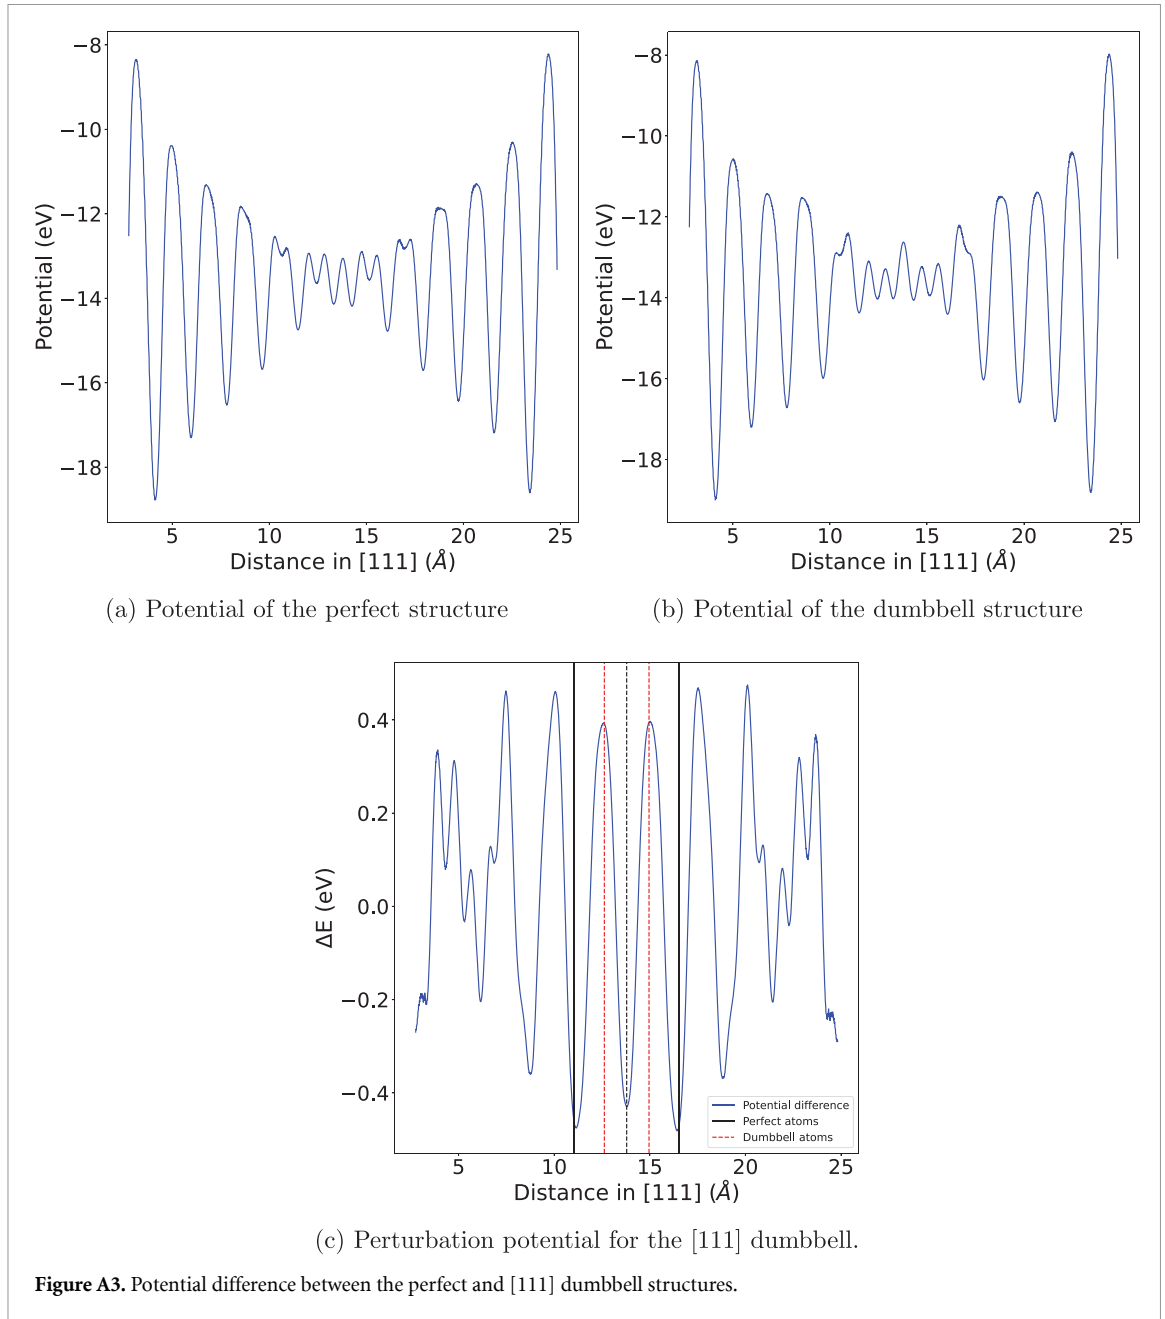 −8
−10
−12
−14
−16
−18
Potential (eV)
5 10 15 20 25
Distance in [111] (Å)
(a) Potential of the perfect structure
−8
−10
−12
−14
−16
−18
Potential (eV)
5 10 15 20 25
Distance in [111] (Å)
(b) Potential of the dumbbell structure
0.4
0.2
0.0
−0.2
−0.4
ΔE (eV)
Potential difference
Perfect atoms
Dumbbell atoms
5 10 15 20 25
Distance in [111] (Å)
(c) Perturbation potential for the [111] dumbbell.
Figure A3. Potential difference between the perfect and [111] dumbbell structures.